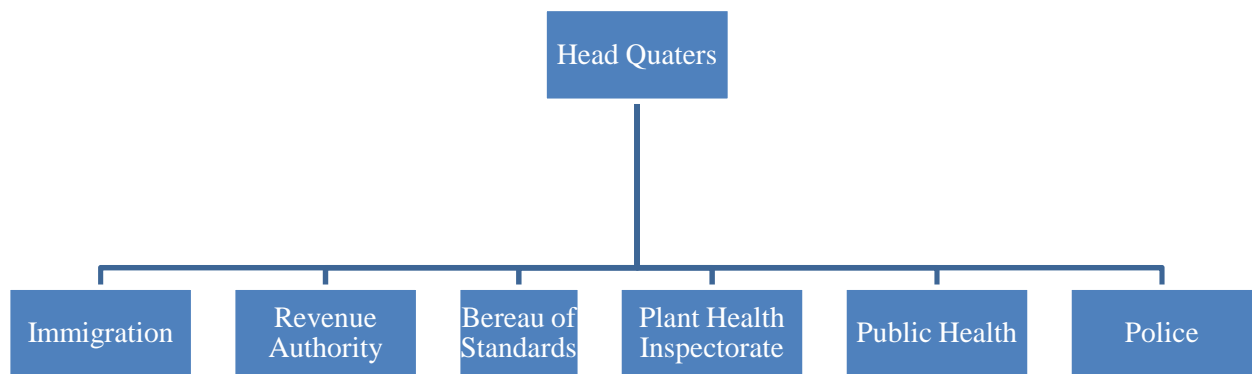 Head Quaters
Immigration
Revenue
Authority
Bereau of
Standards
Plant Health
Inspectorate
Public Health
Police